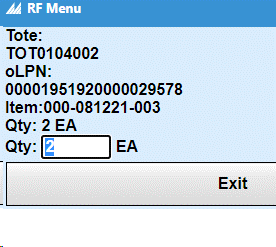 RF Menu
Tote:
TOT0104002
oLPN:
00001951920000029578
Item:000-081221-003
Qty: 2 EA
Qty: 2 EA
Exit